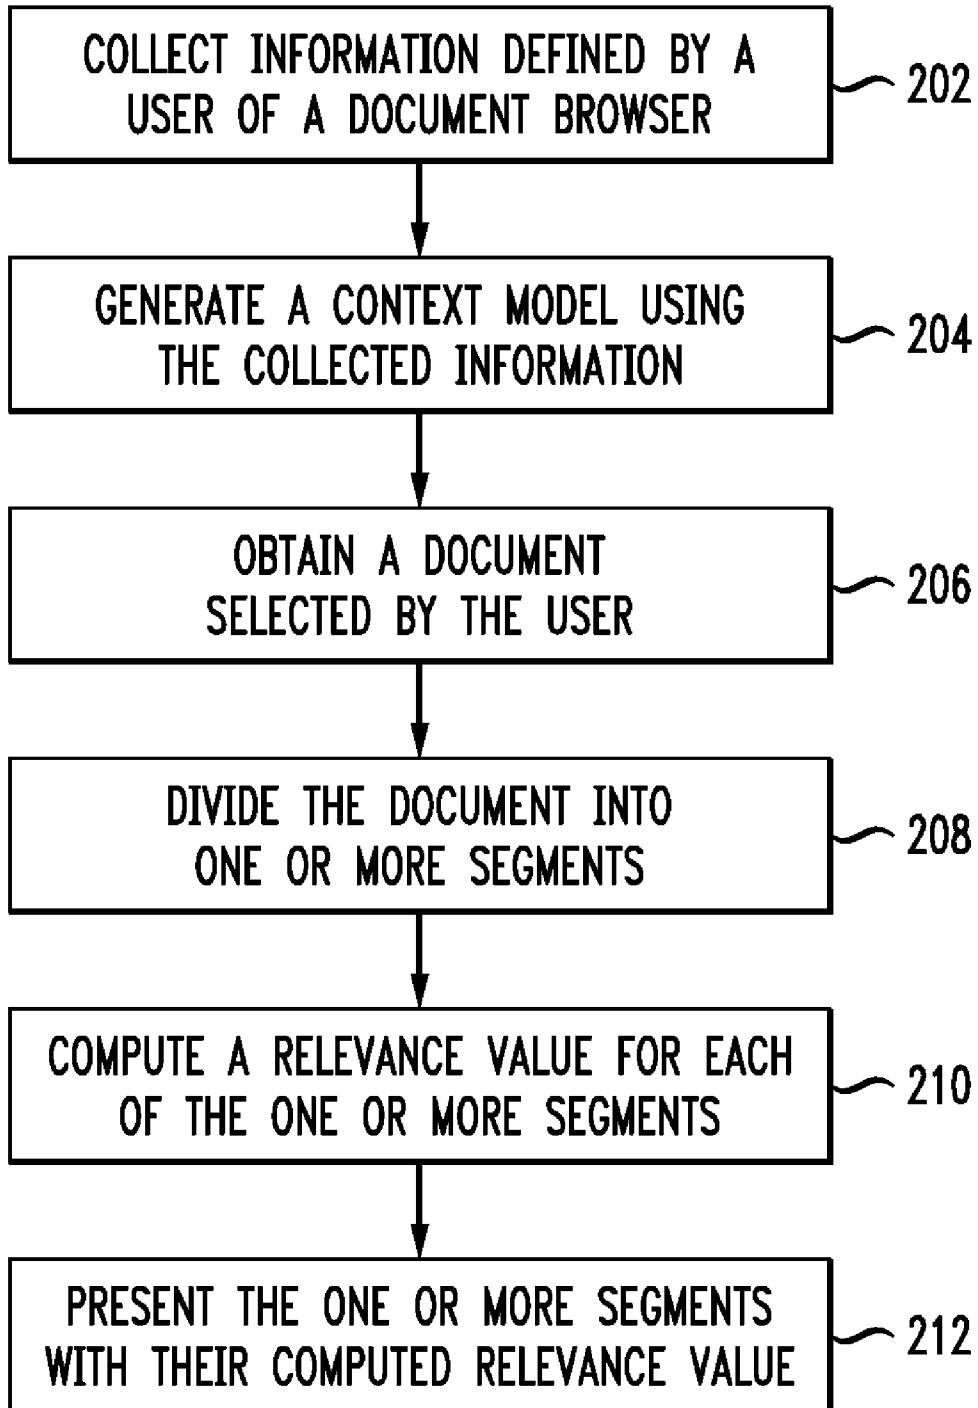 COLLECT INFORMATION DEFINED BY A
USER OF A DOCUMENT BROWSER
202
GENERATE A CONTEXT MODEL USING
THE COLLECTED INFORMATION
204
OBTAIN A DOCUMENT
SELECTED BY THE USER
206
DIVIDE THE DOCUMENT INTO
ONE OR MORE SEGMENTS
208
COMPUTE A RELEVANCE VALUE FOR EACH
OF THE ONE OR MORE SEGMENTS
210
PRESENT THE ONE OR MORE SEGMENTS
WITH THEIR COMPUTED RELEVANCE VALUE
212